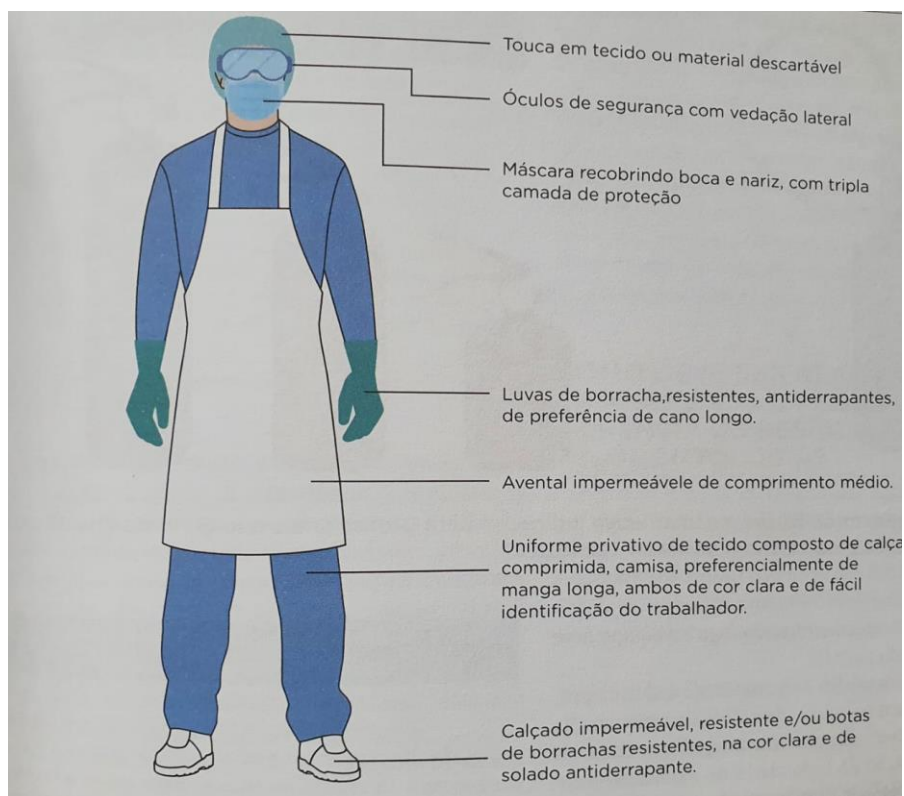 Touca em tecido ou material descartável
Óculos de segurança com vedação lateral
Máscara recobrindo boca e nariz, com tripla
camada de proteção
Luvas de borracha,resistentes, antiderrapantes,
de preferência de cano longo.
Avental impermeávele de comprimento médio.
Uniforme privativo de tecido composto de calça
comprimida, camisa, preferencialmente de
manga longa, ambos de cor clara e de fácil
identificação do trabalhador.
Calçado impermeável, resistente e/ou botas
de borrachas resistentes, na cor clara e de
solado antiderrapante.